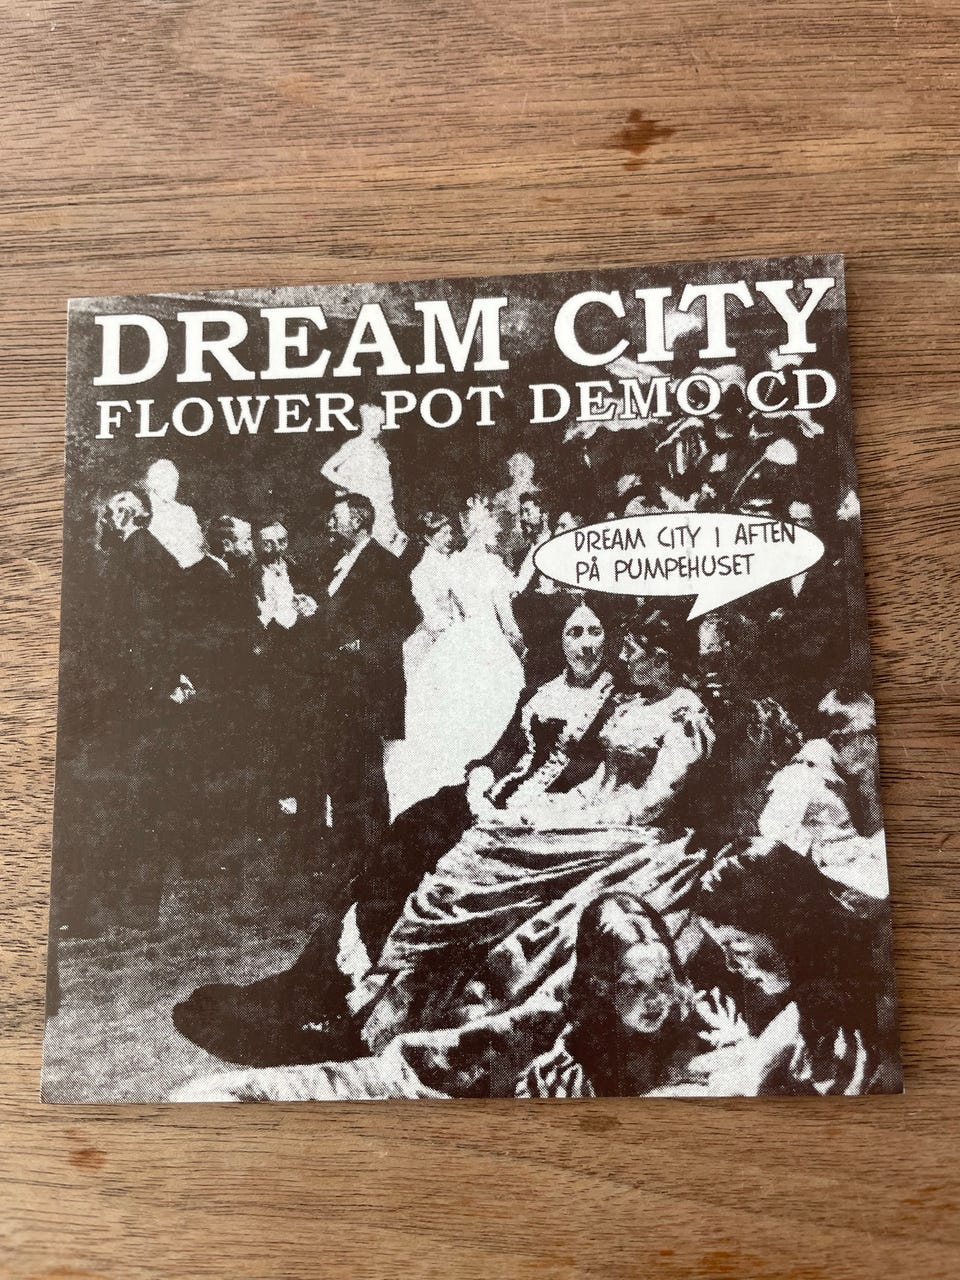 DREAM CITY
FLOWER POT DEMO CD
DREAM CITY I AFTEN
PÅ PUMPEHUSET